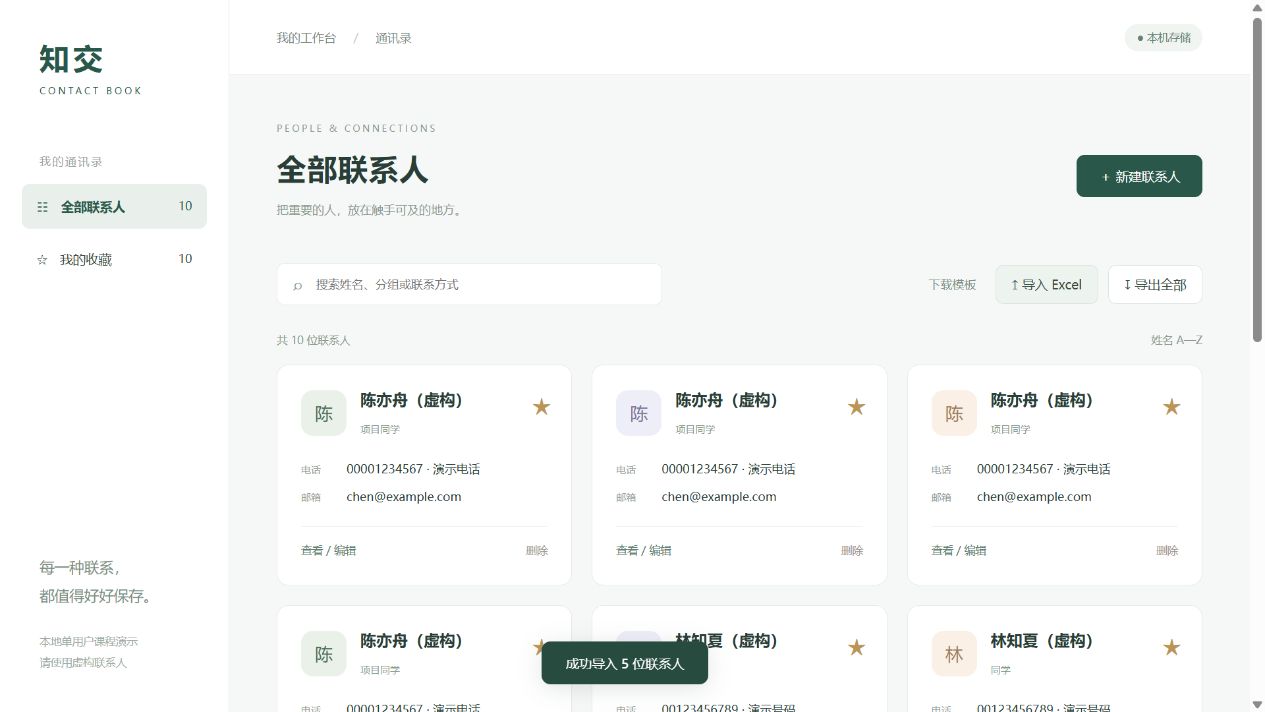 知交
CONTACT BOOK
我的通讯录
☷ 全部联系人 10
☆ 我的收藏 10
每一种联系，
都值得好好保存。
本地单用户课程演示
请使用虚构联系人
我的工作台 / 通讯录
● 本机存储
PEOPLE & CONNECTIONS
全部联系人
把重要的人，放在触手可及的地方。
+ 新建联系人
搜索姓名、分组或联系方式
下载模板
↥ 导入 Excel
↧ 导出全部
共 10 位联系人
姓名 A—Z
陈
陈亦舟（虚构）
★
项目同学
电话 00001234567 · 演示电话
邮箱 chen@example.com
查看 / 编辑 删除
陈
陈亦舟（虚构）
★
项目同学
电话 00001234567 · 演示电话
邮箱 chen@example.com
查看 / 编辑 删除
陈
陈亦舟（虚构）
★
项目同学
电话 00001234567 · 演示电话
邮箱 chen@example.com
查看 / 编辑 删除
陈
陈亦舟（虚构）
★
项目同学
电话 00001234567 · 演示电话
林知夏（虚构）
★
电话 00123456789 · 演示号码
林
林知夏（虚构）
★
同学
电话 00123456789 · 演示号码
成功导入 5 位联系人